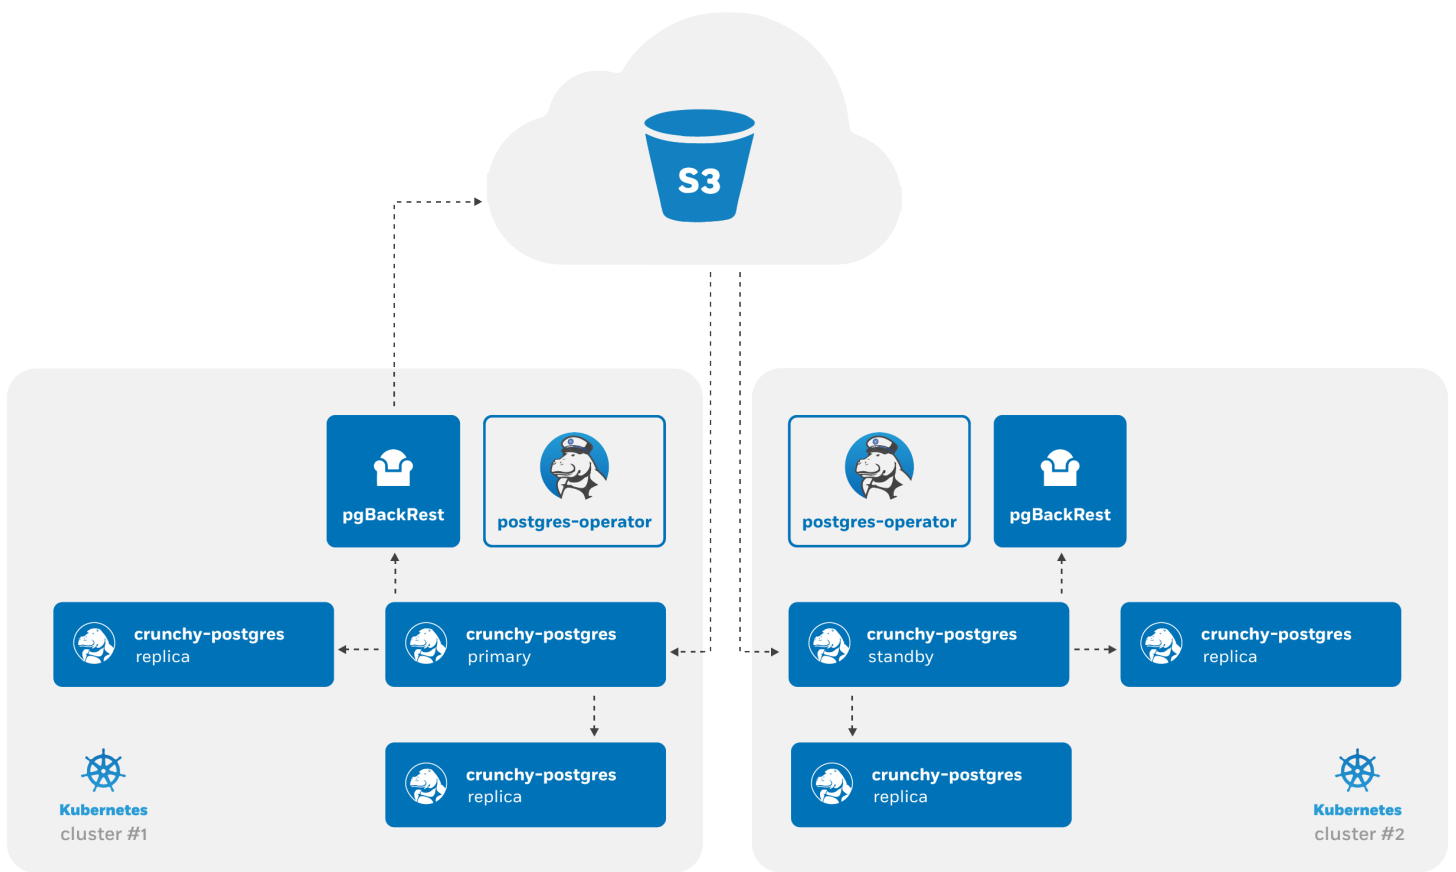 S3
pgBackRest
postgres-operator
crunchy-postgres
replica
crunchy-postgres
primary
crunchy-postgres
replica
Kubernetes
cluster #1
postgres-operator
pgBackRest
crunchy-postgres
standby
crunchy-postgres
replica
crunchy-postgres
replica
Kubernetes
cluster #2